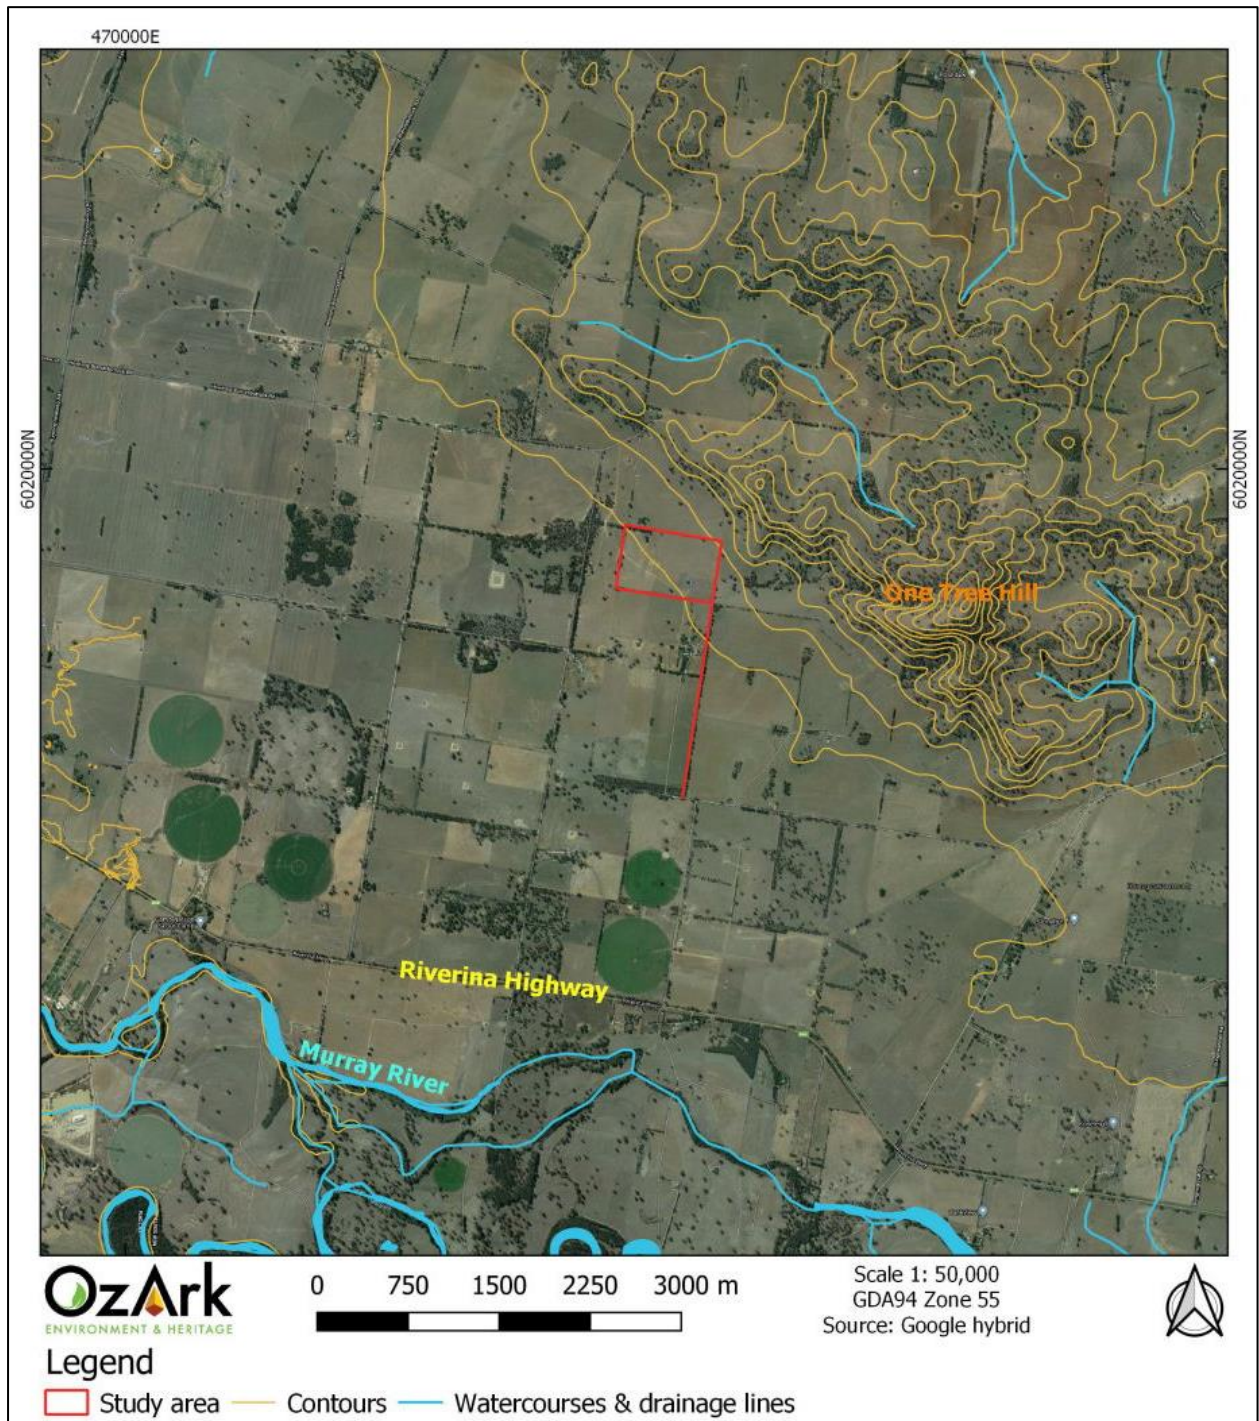 470000E
6020000N
6020000N
One Tree Hill
Riverina Highway
Murray River
OzArk
ENVIRONMENT & HERITAGE
0 750 1500 2250 3000 m
Scale 1: 50,000
GDA94 Zone 55
Source: Google hybrid
Legend
Study area
Contours
Watercourses & drainage lines